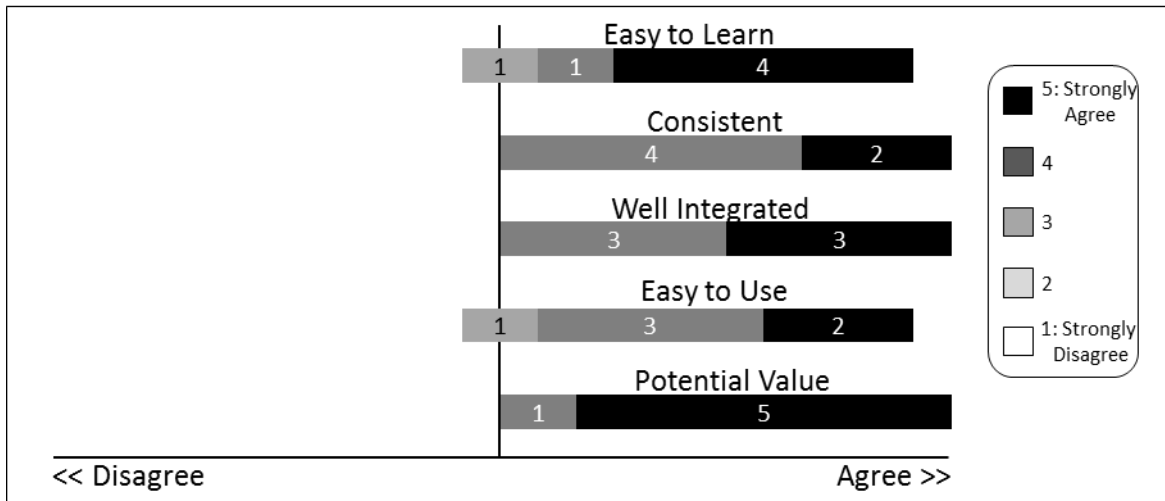 Easy to Learn
1 1 4
Consistent
4 2
Well Integrated
3 3
Easy to Use
1 3 2
Potential Value
1 5
<< Disagree Agree >>
5: Strongly
Agree
4
3
2
1: Strongly
Disagree